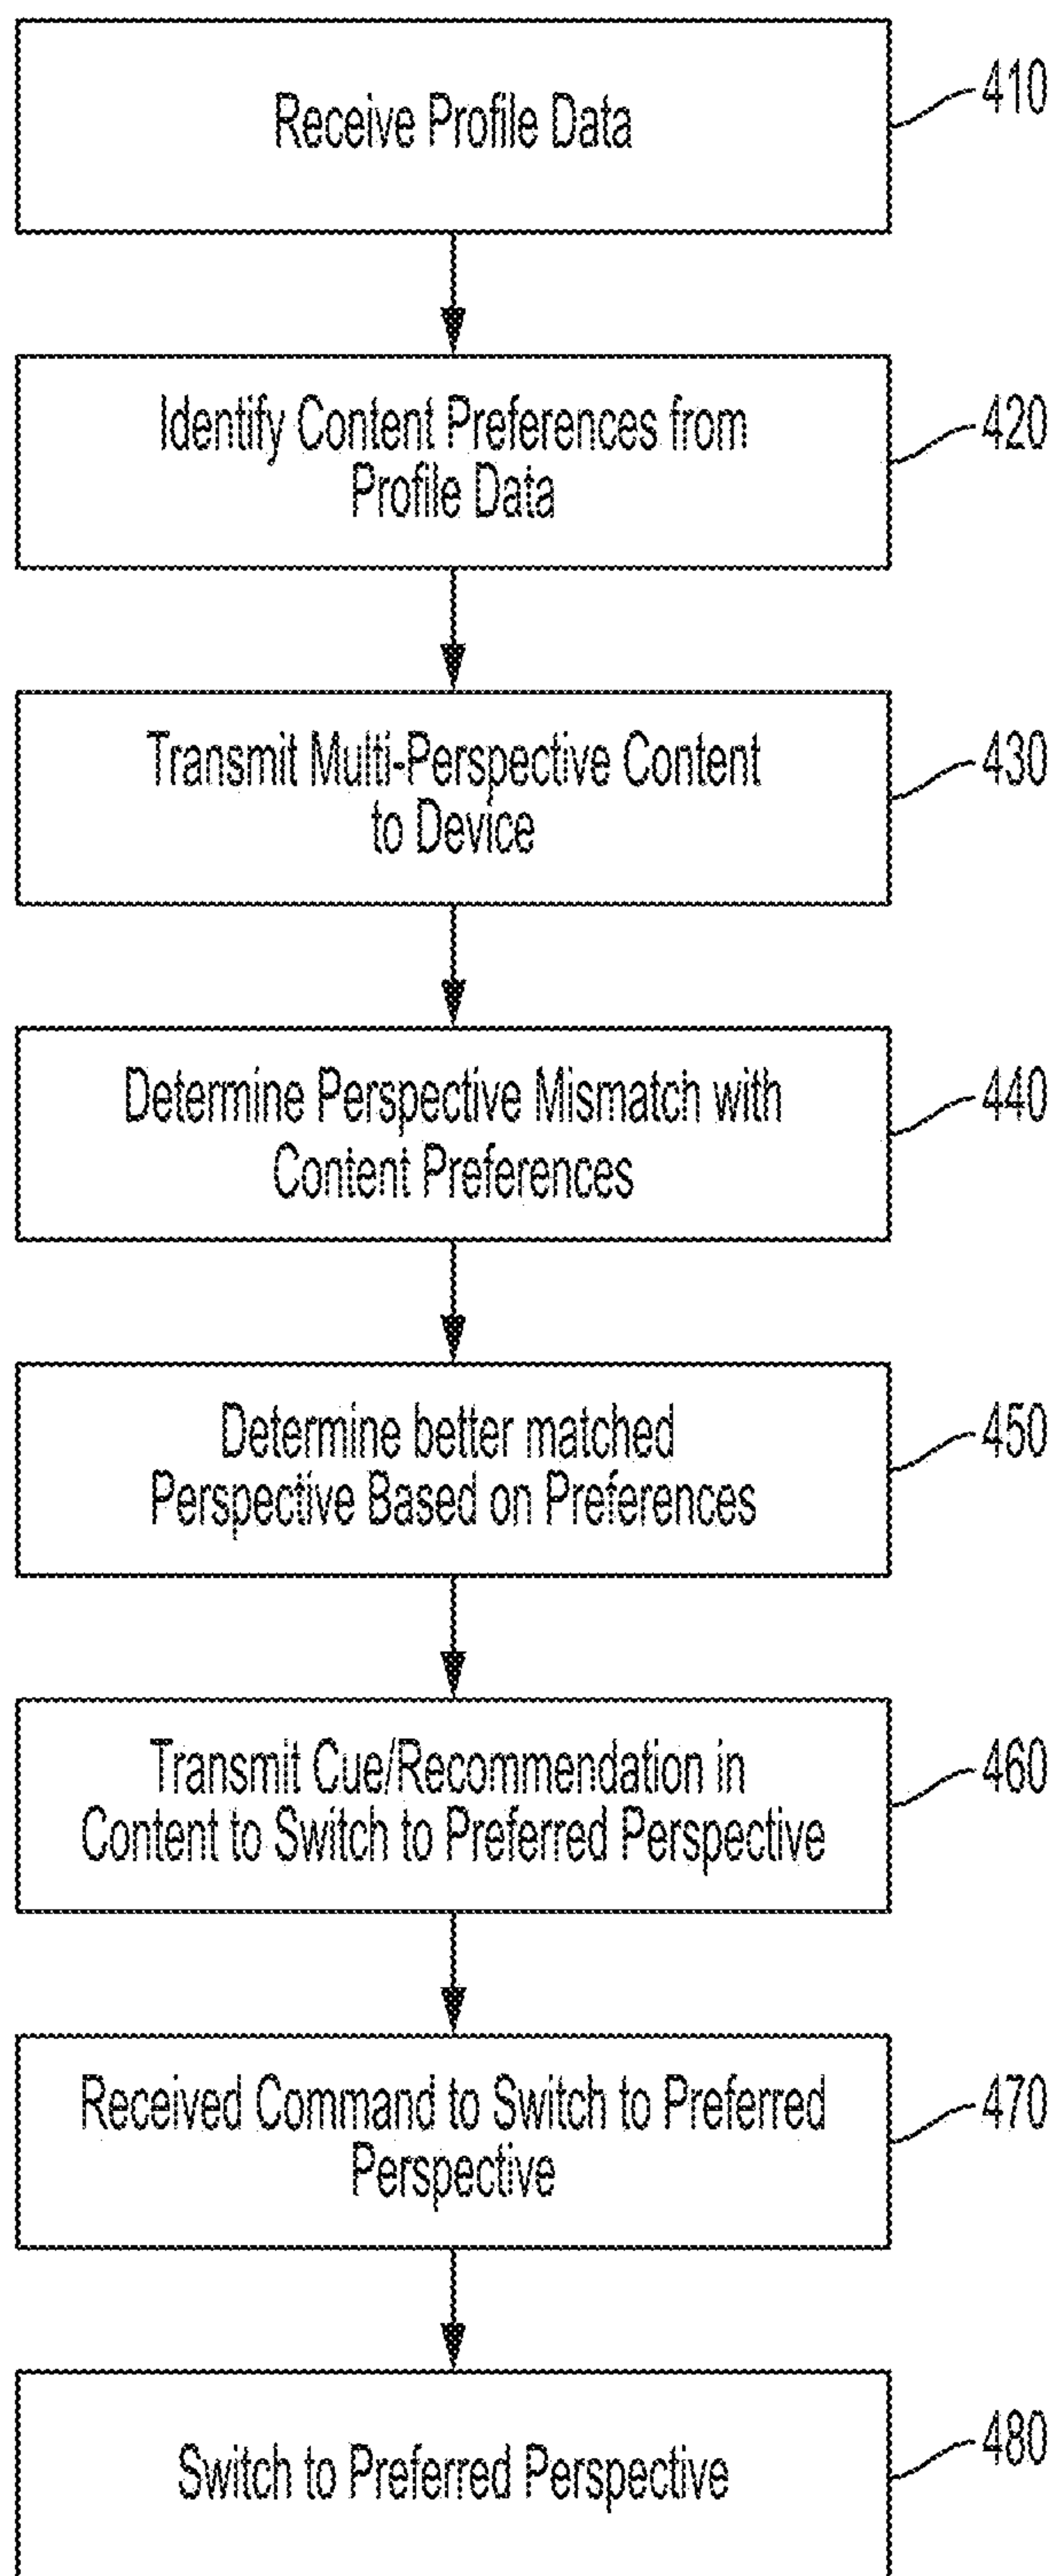 Receive Profile Data
410
Identify Content Preferences from
Profile Data
420
Transmit Multi-Perspective Content
to Device
430
Determine Perspective Mismatch with
Content Preferences
440
Determine better matched
Perspective Based on Preferences
450
Transmit Cue/Recommendation in
Content to Switch to Preferred Perspective
460
Received Command to Switch to Preferred
Perspective
470
Switch to Preferred Perspective
480